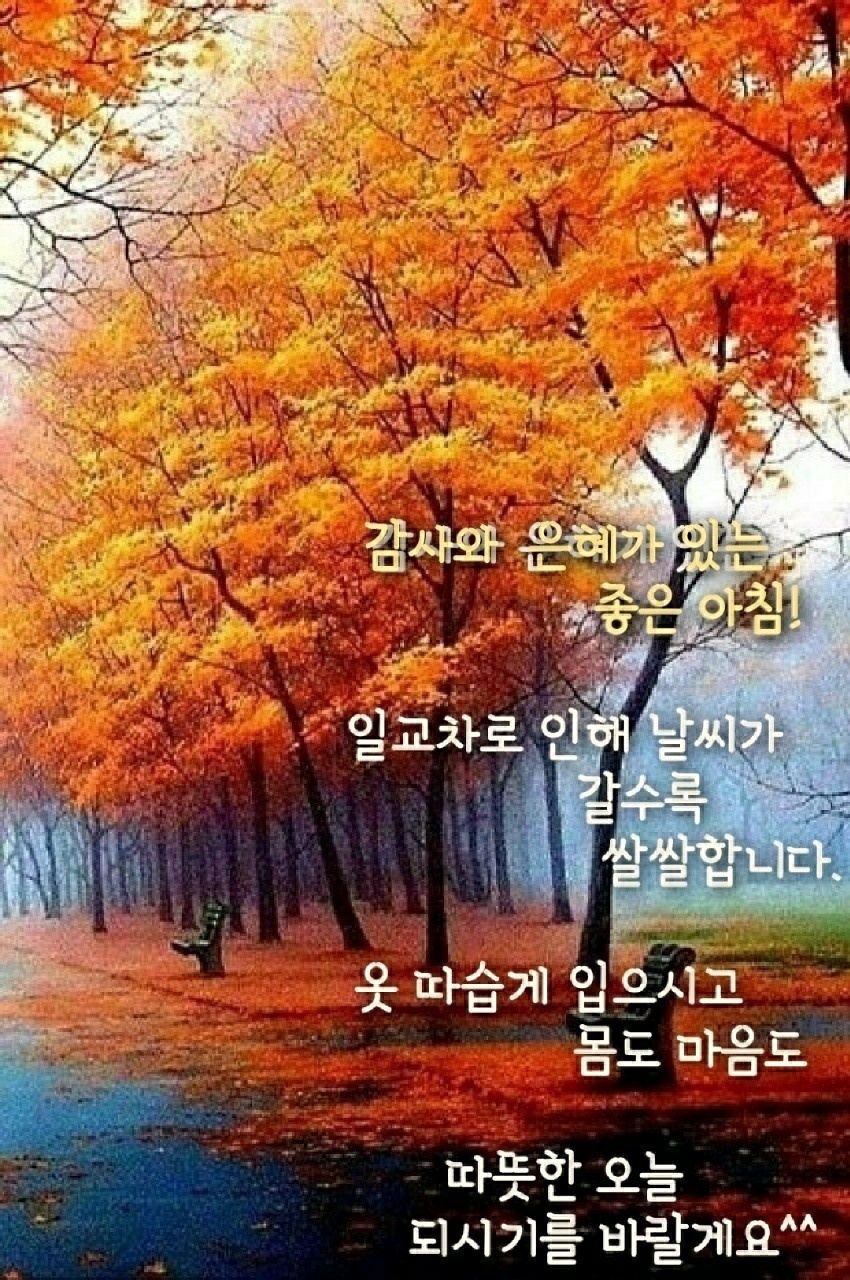 감사와 은혜가 있는..
좋은 아침!
일교차로 인해 날씨가
갈수록
쌀쌀합니다.
옷 따습게 입으시고
몸도 마음도
따뜻한 오늘
되시기를 바랄게요^^